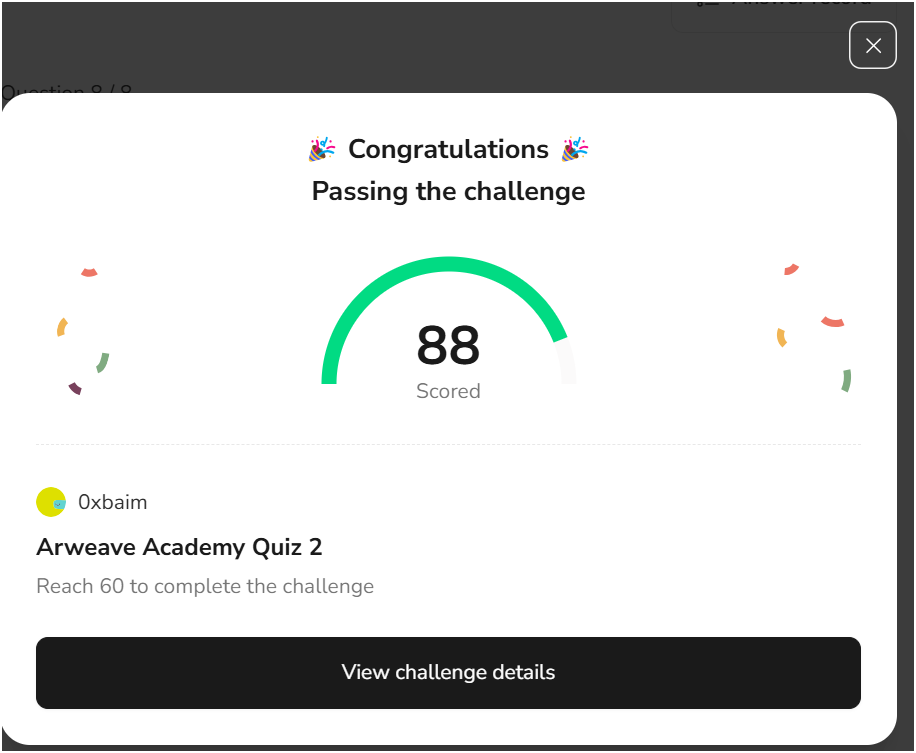 Answer record
Question 8 / 8
🎉 Congratulations 🎉
Passing the challenge
88
Scored
0xbaim
Arweave Academy Quiz 2
Reach 60 to complete the challenge
View challenge details